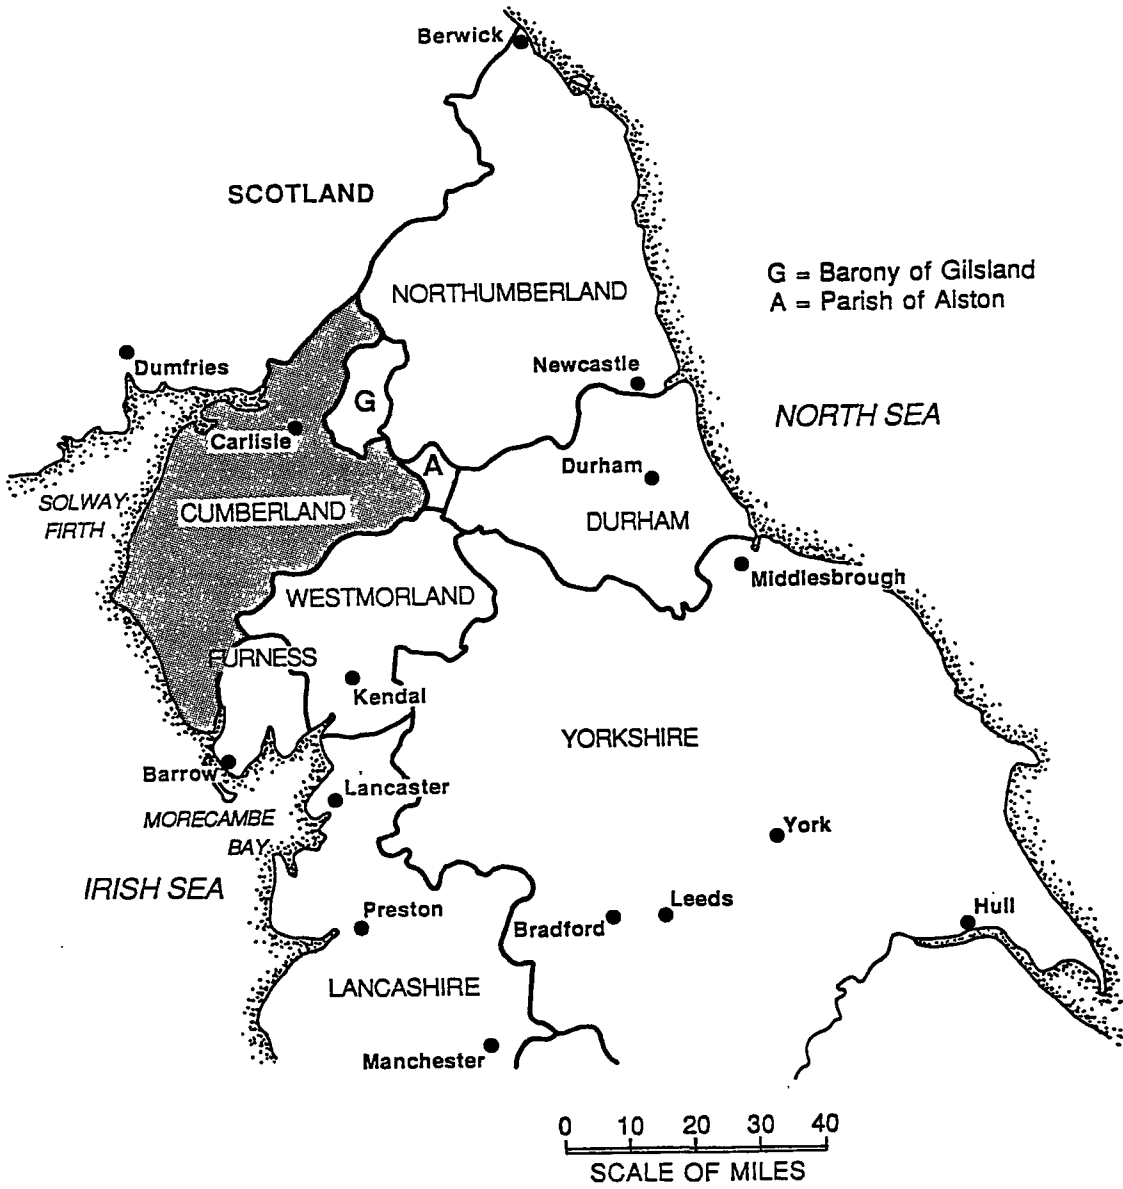 Berwick
SCOTLAND
NORTHUMBERLAND
G = Barony of Gilsland
A = Parish of Alston
Dumfries
Newcastle
G
NORTH SEA
Carlisle
A
Durham
SOLWAY
FIRTH
CUMBERLAND
DURHAM
Middlesbrough
WESTMORLAND
FURNESS
Kendal
YORKSHIRE
Barrow
Lancaster
MORECAMBE
BAY
York
IRISH SEA
Preston
Bradford
Leeds
Hull
LANCASHIRE
Manchester
0 10 20 30 40
SCALE OF MILES